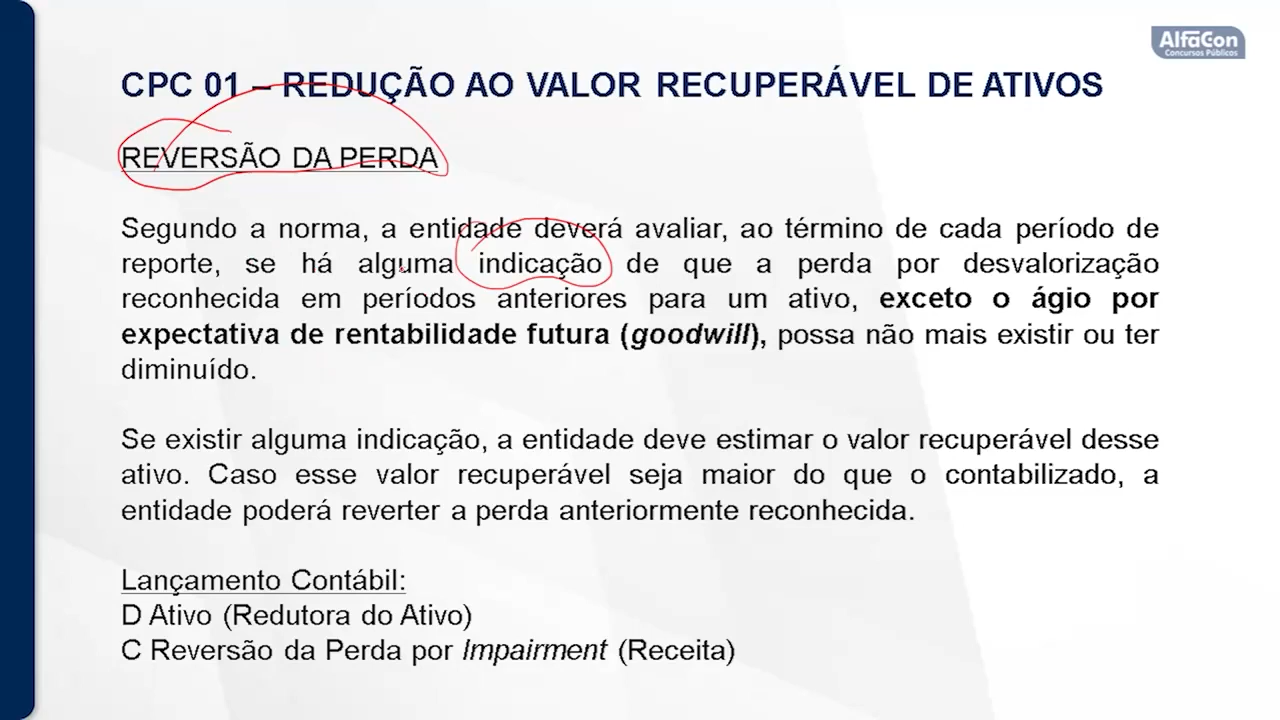 AlfaCon
Concursos Públicos
CPC 01 – REDUÇÃO AO VALOR RECUPERÁVEL DE ATIVOS
REVERSÃO DA PERDA
Segundo a norma, a entidade deverá avaliar, ao término de cada período de
reporte, se há alguma indicação de que a perda por desvalorização
reconhecida em períodos anteriores para um ativo, exceto o ágio por
expectativa de rentabilidade futura (goodwill), possa não mais existir ou ter
diminuído.
Se existir alguma indicação, a entidade deve estimar o valor recuperável desse
ativo. Caso esse valor recuperável seja maior do que o contabilizado, a
entidade poderá reverter a perda anteriormente reconhecida.
Lançamento Contábil:
D Ativo (Redutora do Ativo)
C Reversão da Perda por Impairment (Receita)